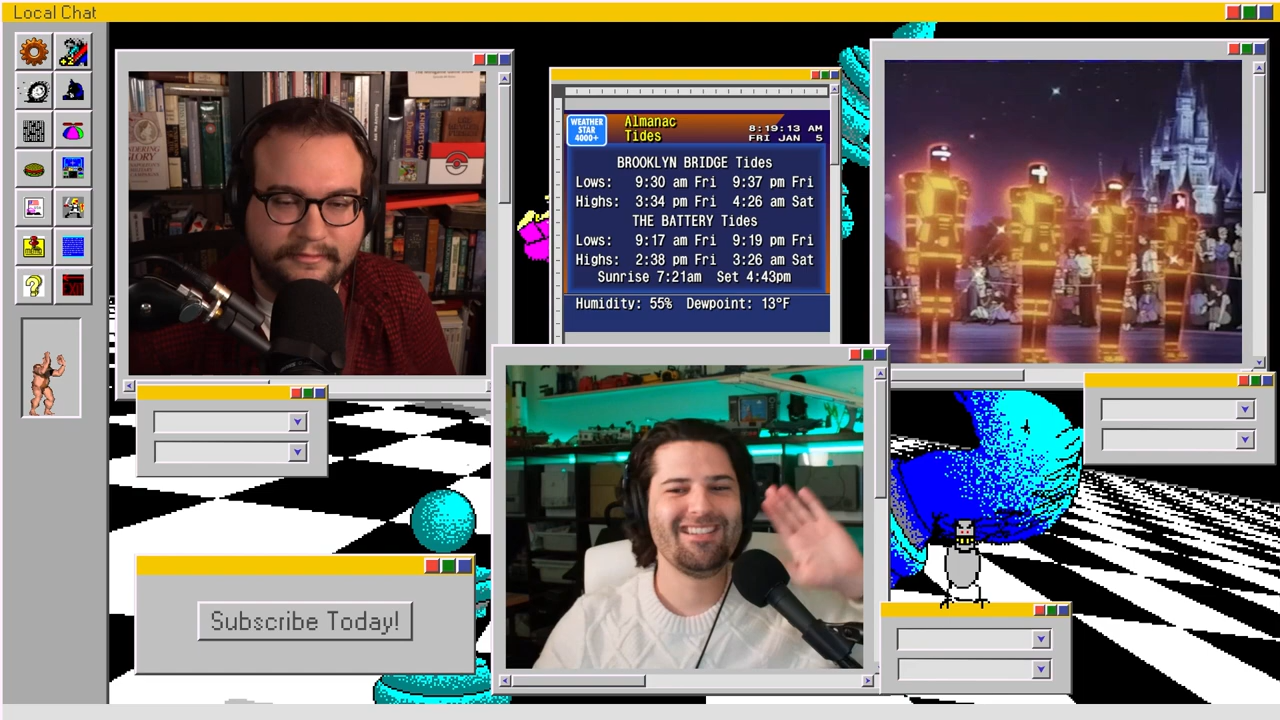 Local Chat
WEATHER
STAR
4000+
Almanac
Tides
8:19:13 AM
FRI JAN 5
BROOKLYN BRIDGE Tides
Lows: 9:30 am Fri 9:37 pm Fri
Highs: 3:34 pm Fri 4:26 am Sat
THE BATTERY Tides
Lows: 9:17 am Fri 9:19 pm Fri
Highs: 2:38 pm Fri 3:26 am Sat
Sunrise 7:21am Set 4:43pm
Humidity: 55% Dewpoint: 13°F
Subscribe Today!